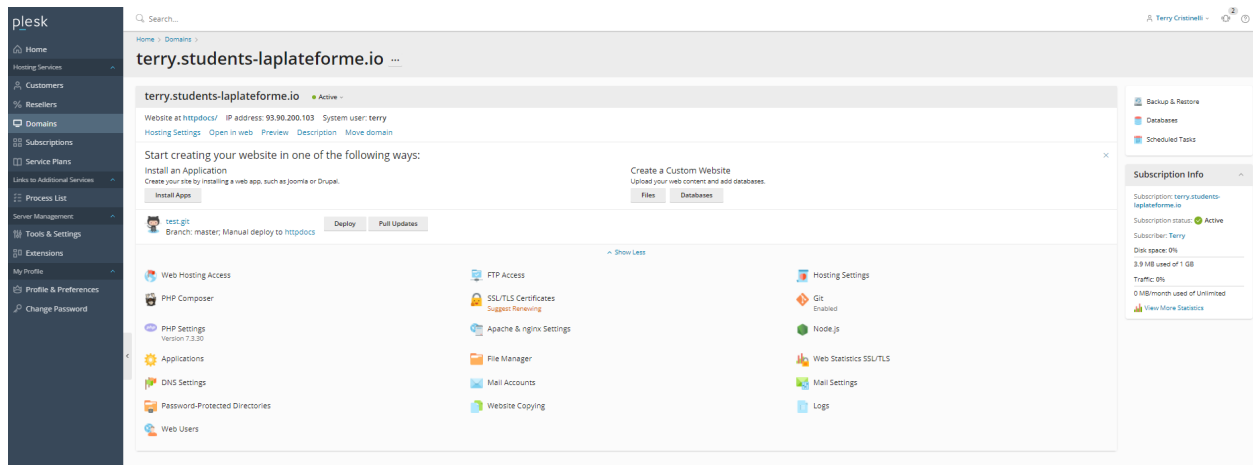 plesk
Search...
Terry Cristinelli
2
Home
Hosting Services
Customers
Resellers
Domains
Subscriptions
Service Plans
Links to Additional Services
Process List
Server Management
Tools & Settings
Extensions
My Profile
Profile & Preferences
Change Password
Home > Domains >
terry.students-laplateforme.io ...
terry.students-laplateforme.io Active
Website at httpdocs/ IP address: 93.90.200.103 System user: terry
Hosting Settings Open in web Preview Description Move domain
Start creating your website in one of the following ways:
Install an Application
Create your site by installing a web app, such as Joomla or Drupal.
Install Apps
Create a Custom Website
Upload your web content and add databases.
Files Databases
test.git
Branch: master; Manual deploy to httpdocs
Deploy Pull Updates
Show Less
Web Hosting Access
FTP Access
Hosting Settings
PHP Composer
SSL/TLS Certificates
Suggest Renewing
Git
Enabled
php
PHP Settings
Version 7.3.30
Apache & nginx Settings
Node.js
Applications
File Manager
Web Statistics SSL/TLS
DNS Settings
Mail Accounts
Mail Settings
Password-Protected Directories
Website Copying
Logs
Web Users
Backup & Restore
Databases
Scheduled Tasks
Subscription Info
Subscription: terry.students-
laplateforme.io
Subscription status: Active
Subscriber: Terry
Disk space: 0%
3.9 MB used of 1 GB
Traffic: 0%
0 MB/month used of Unlimited
View More Statistics